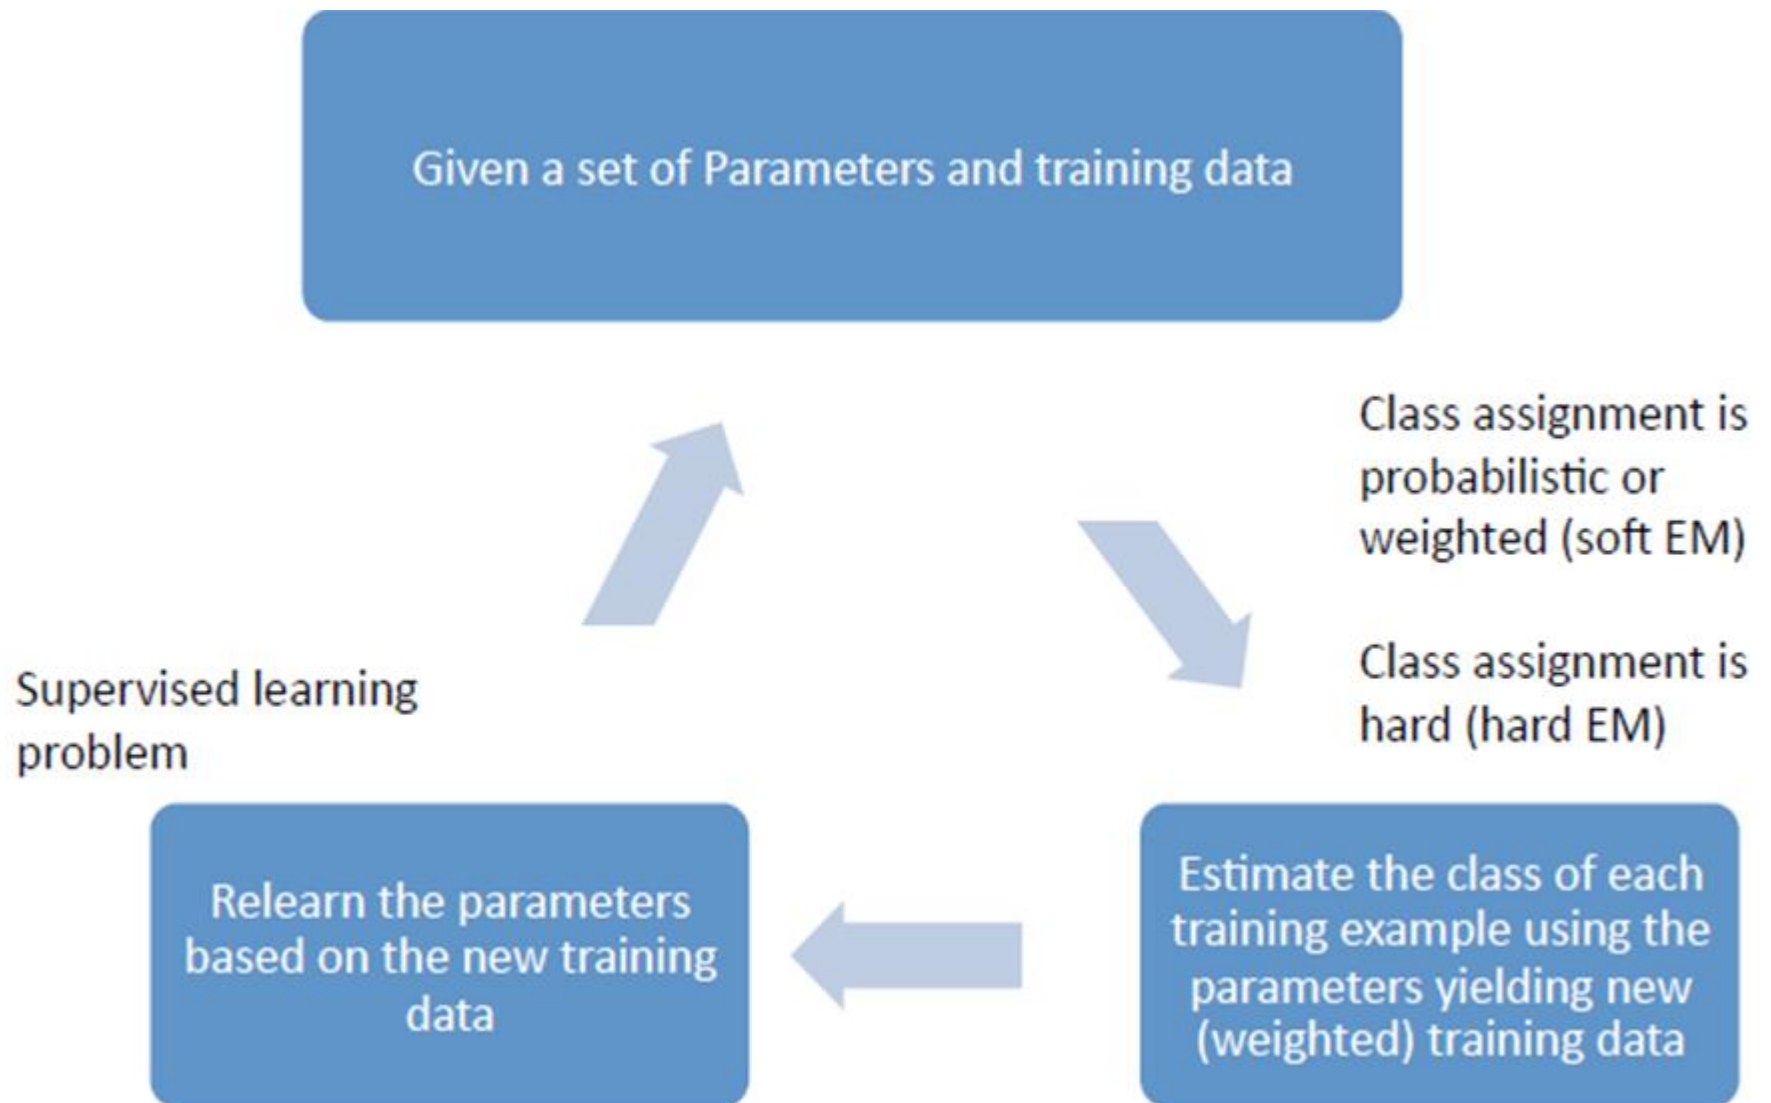 Given a set of Parameters and training data
Class assignment is
probabilistic or
weighted (soft EM)
Class assignment is
hard (hard EM)
Supervised learning
problem
Estimate the class of each
training example using the
parameters yielding new
(weighted) training data
Relearn the parameters
based on the new training
data